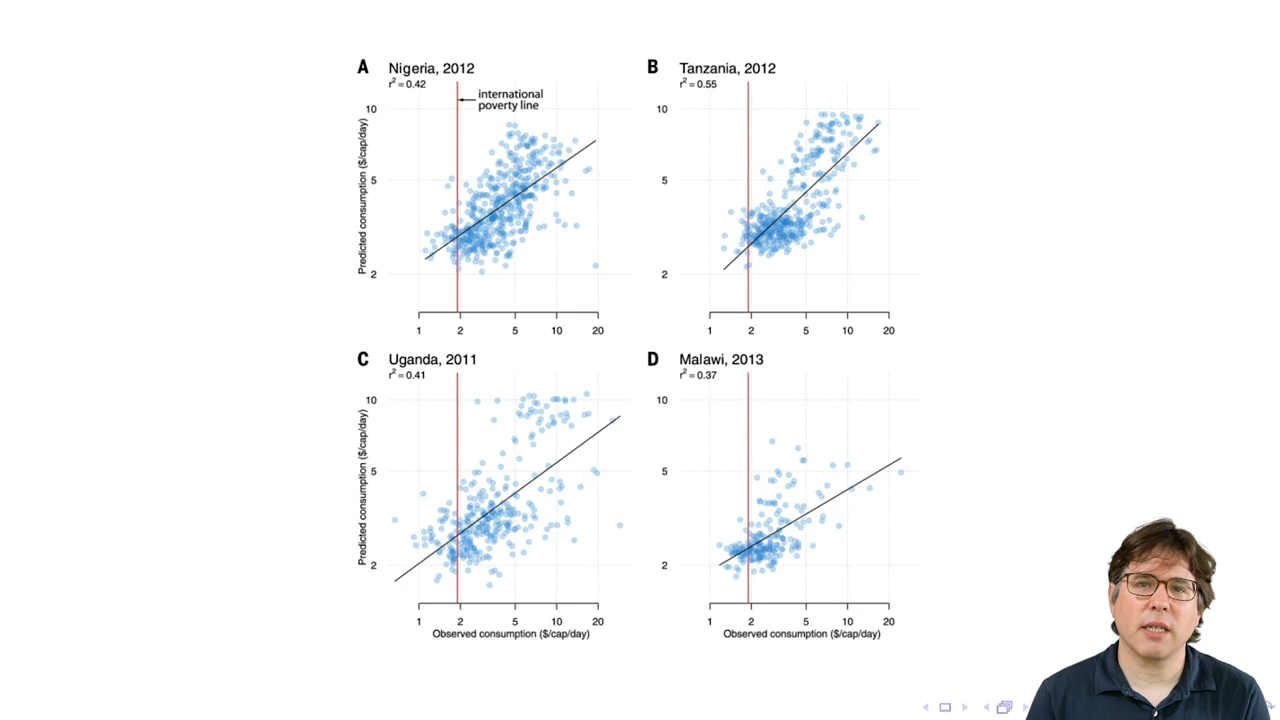 A Nigeria, 2012
r² = 0.42
international
poverty line
10
5
2
Predicted consumption ($/cap/day)
1 2 5 10 20
B Tanzania, 2012
r² = 0.55
10
5
2
1 2 5 10 20
C Uganda, 2011
r² = 0.41
10
5
2
Predicted consumption ($/cap/day)
1 2 5 10 20
Observed consumption ($/cap/day)
D Malawi, 2013
r² = 0.37
10
5
2
1 2 5 10 20
Observed consumption ($/cap/day)